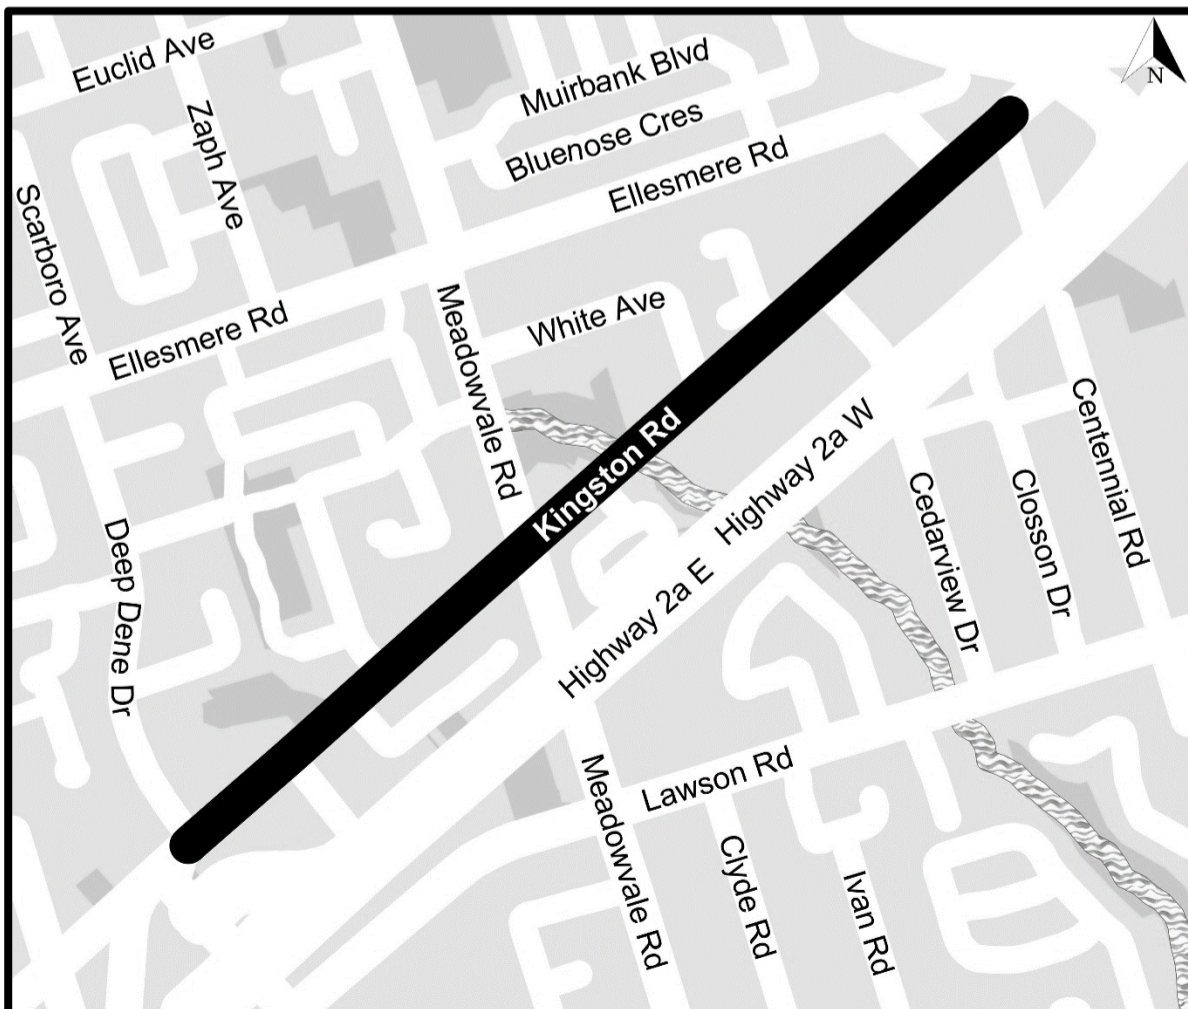 Euclid Ave
Muirbank Blvd
N
Zaph Ave
Bluenose Cres
Ellesmere Rd
Scarboro Ave
Ellesmere Rd
Meadowvale Rd
White Ave
Kingston Rd
Highway 2a W
Centennial Rd
Closson Dr
Cedarview Dr
Deep Dene Dr
Highway 2a E
Lawson Rd
Meadowvale Rd
Clyde Rd
Ivan Rd